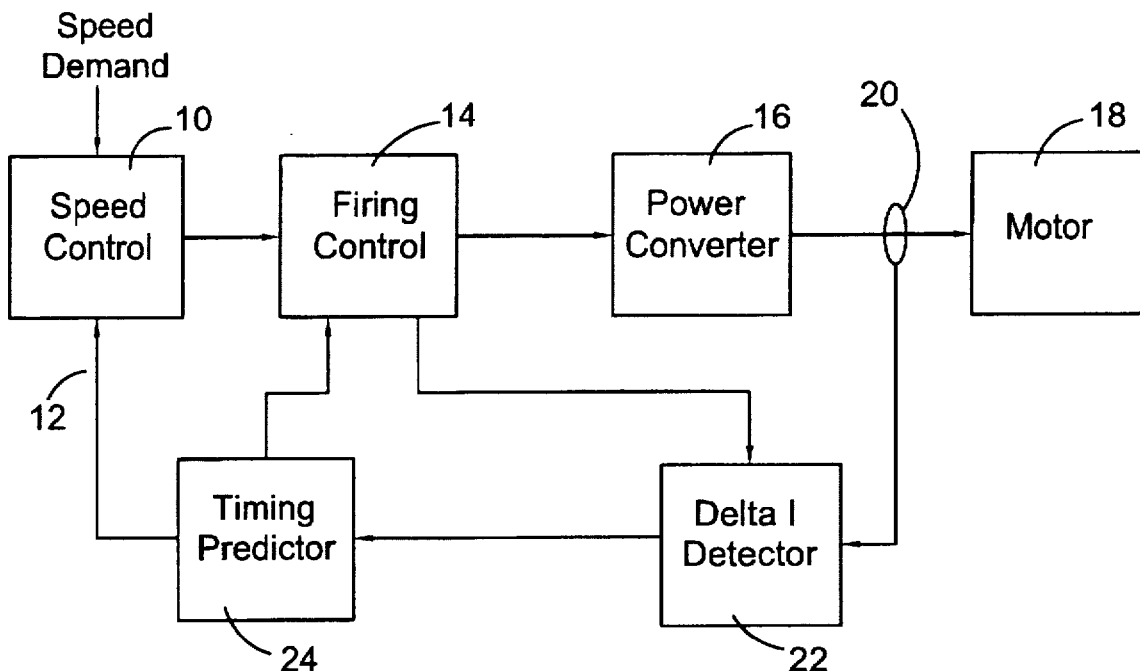 Speed
Demand
10
14
16
20
18
Speed
Control
Firing
Control
Power
Converter
Motor
12
Timing
Predictor
Delta I
Detector
24
22